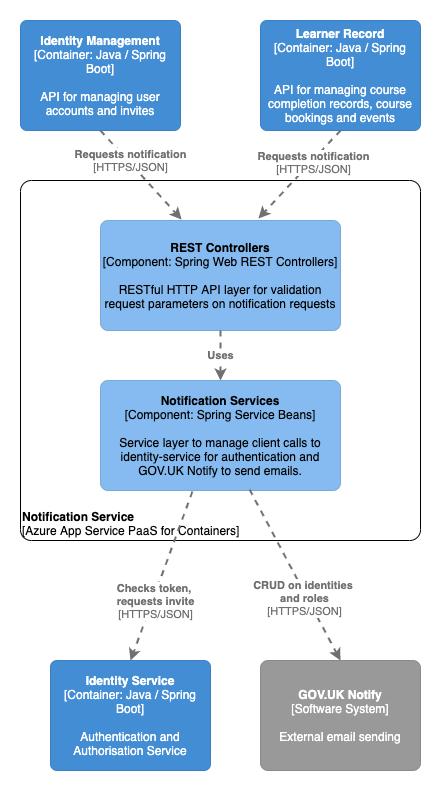 Identity Management
[Container: Java / Spring
Boot]
API for managing user
accounts and invites
Learner Record
[Container: Java / Spring
Boot]
API for managing course
completion records, course
bookings and events
Requests notification
[HTTPS/JSON]
Requests notification
[HTTPS/JSON]
REST Controllers
[Component: Spring Web REST Controllers]
RESTful HTTP API layer for validation
request parameters on notification requests
Uses
Notification Services
[Component: Spring Service Beans]
Service layer to manage client calls to
identity-service for authentication and
GOV.UK Notify to send emails.
Notification Service
[Azure App Service PaaS for Containers]
Checks token,
requests invite
[HTTPS/JSON]
CRUD on identities
and roles
[HTTPS/JSON]
Identity Service
[Container: Java / Spring
Boot]
Authentication and
Authorisation Service
GOV.UK Notify
[Software System]
External email sending